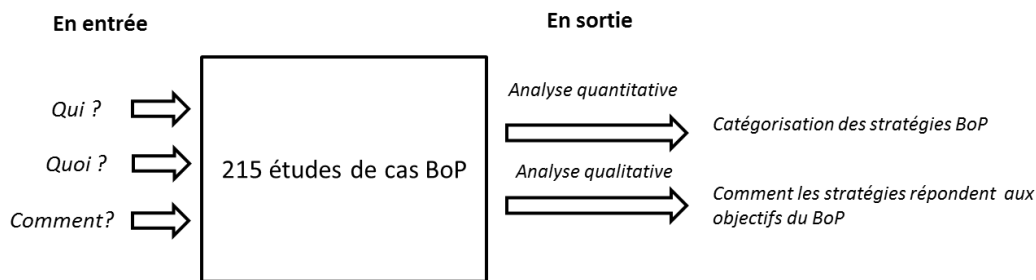 En entrée
En sortie
Qui ?
Quoi ?
Comment?
215 études de cas BoP
Analyse quantitative
Catégorisation des stratégies BoP
Analyse qualitative
Comment les stratégies répondent aux
objectifs du BoP